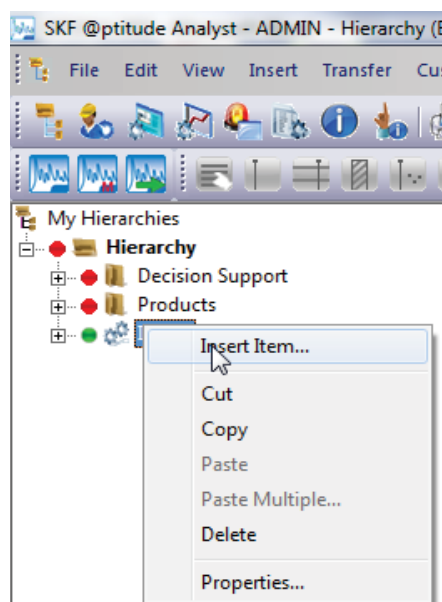 SKF @ptitude Analyst - ADMIN - Hierarchy (
File Edit View Insert Transfer Cus
My Hierarchies
Hierarchy
Decision Support
Products
Insert Item...
Cut
Copy
Paste
Paste Multiple...
Delete
Properties...